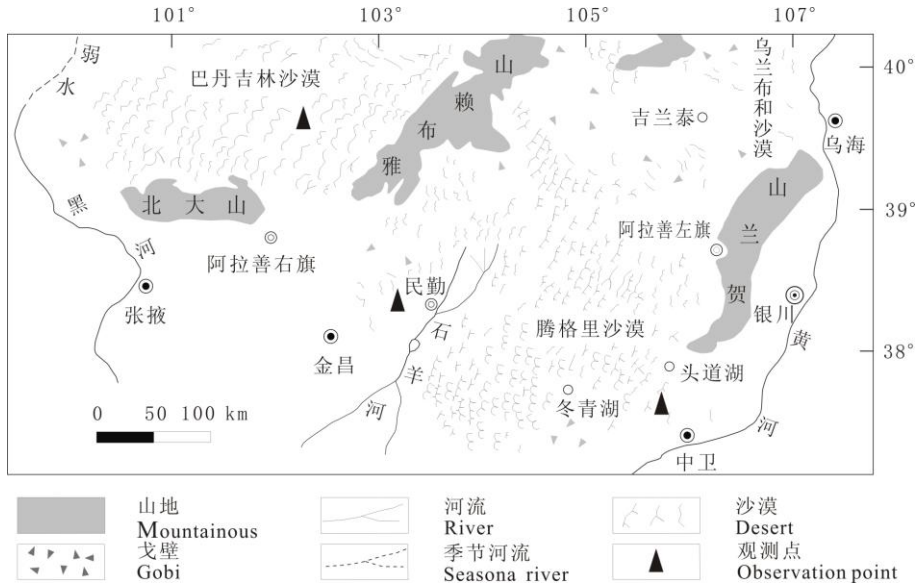 101°
103°
105°
107°
40°
39°
38°
弱水
巴丹吉林沙漠
雅布赖山
乌兰布和沙漠
吉兰泰
乌海
北大山
黑河
阿拉善右旗
阿拉善左旗
贺兰山
张掖
民勤
石羊河
金昌
腾格里沙漠
银川
黄河
头道湖
冬青湖
中卫
0 50 100 km
山地
Mountainous
河流
River
沙漠
Desert
戈壁
Gobi
季节河流
Seasona river
观测点
Observation point